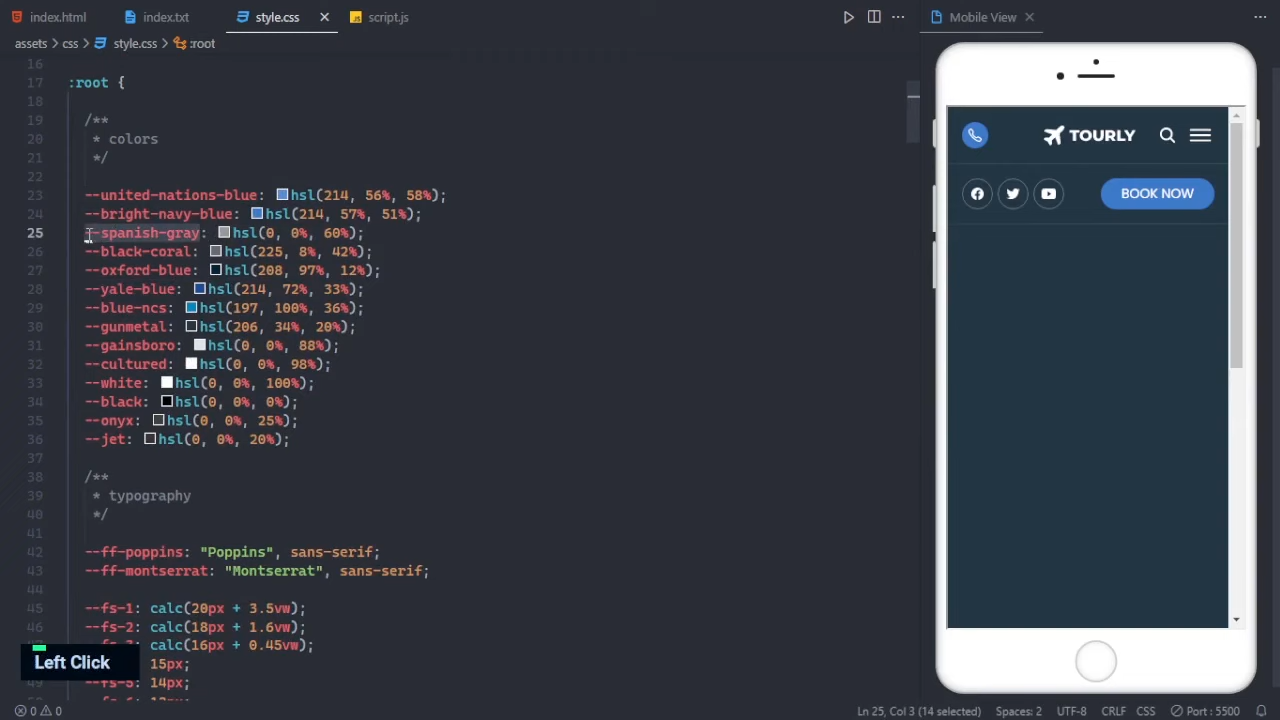 index.html
index.txt
style.css
script.js
Mobile View
assets > css > style.css > :root
16
17 :root {
18
19 /**
20 * colors
21 */
22
23 --united-nations-blue: hsl(214, 56%, 58%);
24 --bright-navy-blue: hsl(214, 57%, 51%);
25 --spanish-gray: hsl(0, 0%, 60%);
26 --black-coral: hsl(225, 8%, 42%);
27 --oxford-blue: hsl(208, 97%, 12%);
28 --yale-blue: hsl(214, 72%, 33%);
29 --blue-ncs: hsl(197, 100%, 36%);
30 --gunmetal: hsl(206, 34%, 20%);
31 --gainsboro: hsl(0, 0%, 88%);
32 --cultured: hsl(0, 0%, 98%);
33 --white: hsl(0, 0%, 100%);
34 --black: hsl(0, 0%, 0%);
35 --onyx: hsl(0, 0%, 25%);
36 --jet: hsl(0, 0%, 20%);
37
38 /**
39 * typography
40 */
41
42 --ff-poppins: "Poppins", sans-serif;
43 --ff-montserrat: "Montserrat", sans-serif;
44
45 --fs-1: calc(20px + 3.5vw);
46 --fs-2: calc(18px + 1.6vw);
calc(16px + 0.45vw);
15px;
14px;
Left Click
TOURLY
BOOK NOW
0 0
Ln 25, Col 3 (14 selected)
Spaces: 2
UTF-8
CRLF
CSS
Port : 5500